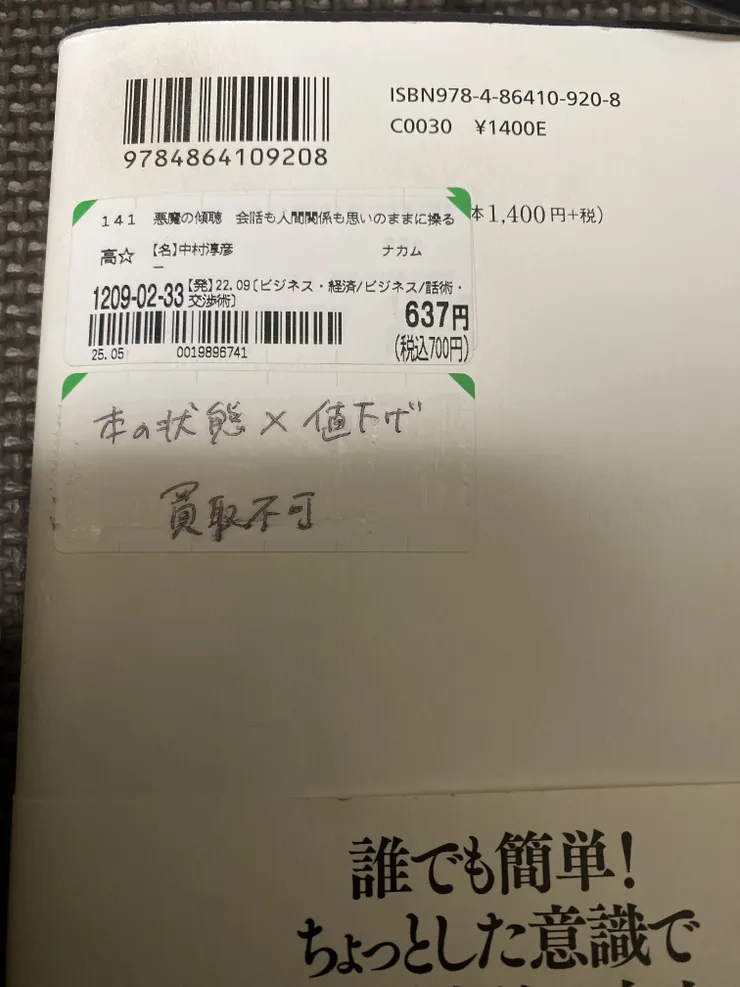 ISBN978-4-86410-920-8
C0030 ¥1400E
9784864109208
本1,400円+税)
141 悪魔の傾聴 会話も人間関係も思いのままに操る
高☆ 【名】中村淳彦 ナカム
1209-02-33 【発】22.09〔ビジネス・経済/ビジネス/話術・
交渉術〕
637円
(税込700円)
25.05 0019896741
本の状態×値下げ
買取不可
誰でも簡単!
ちょっとした意識で